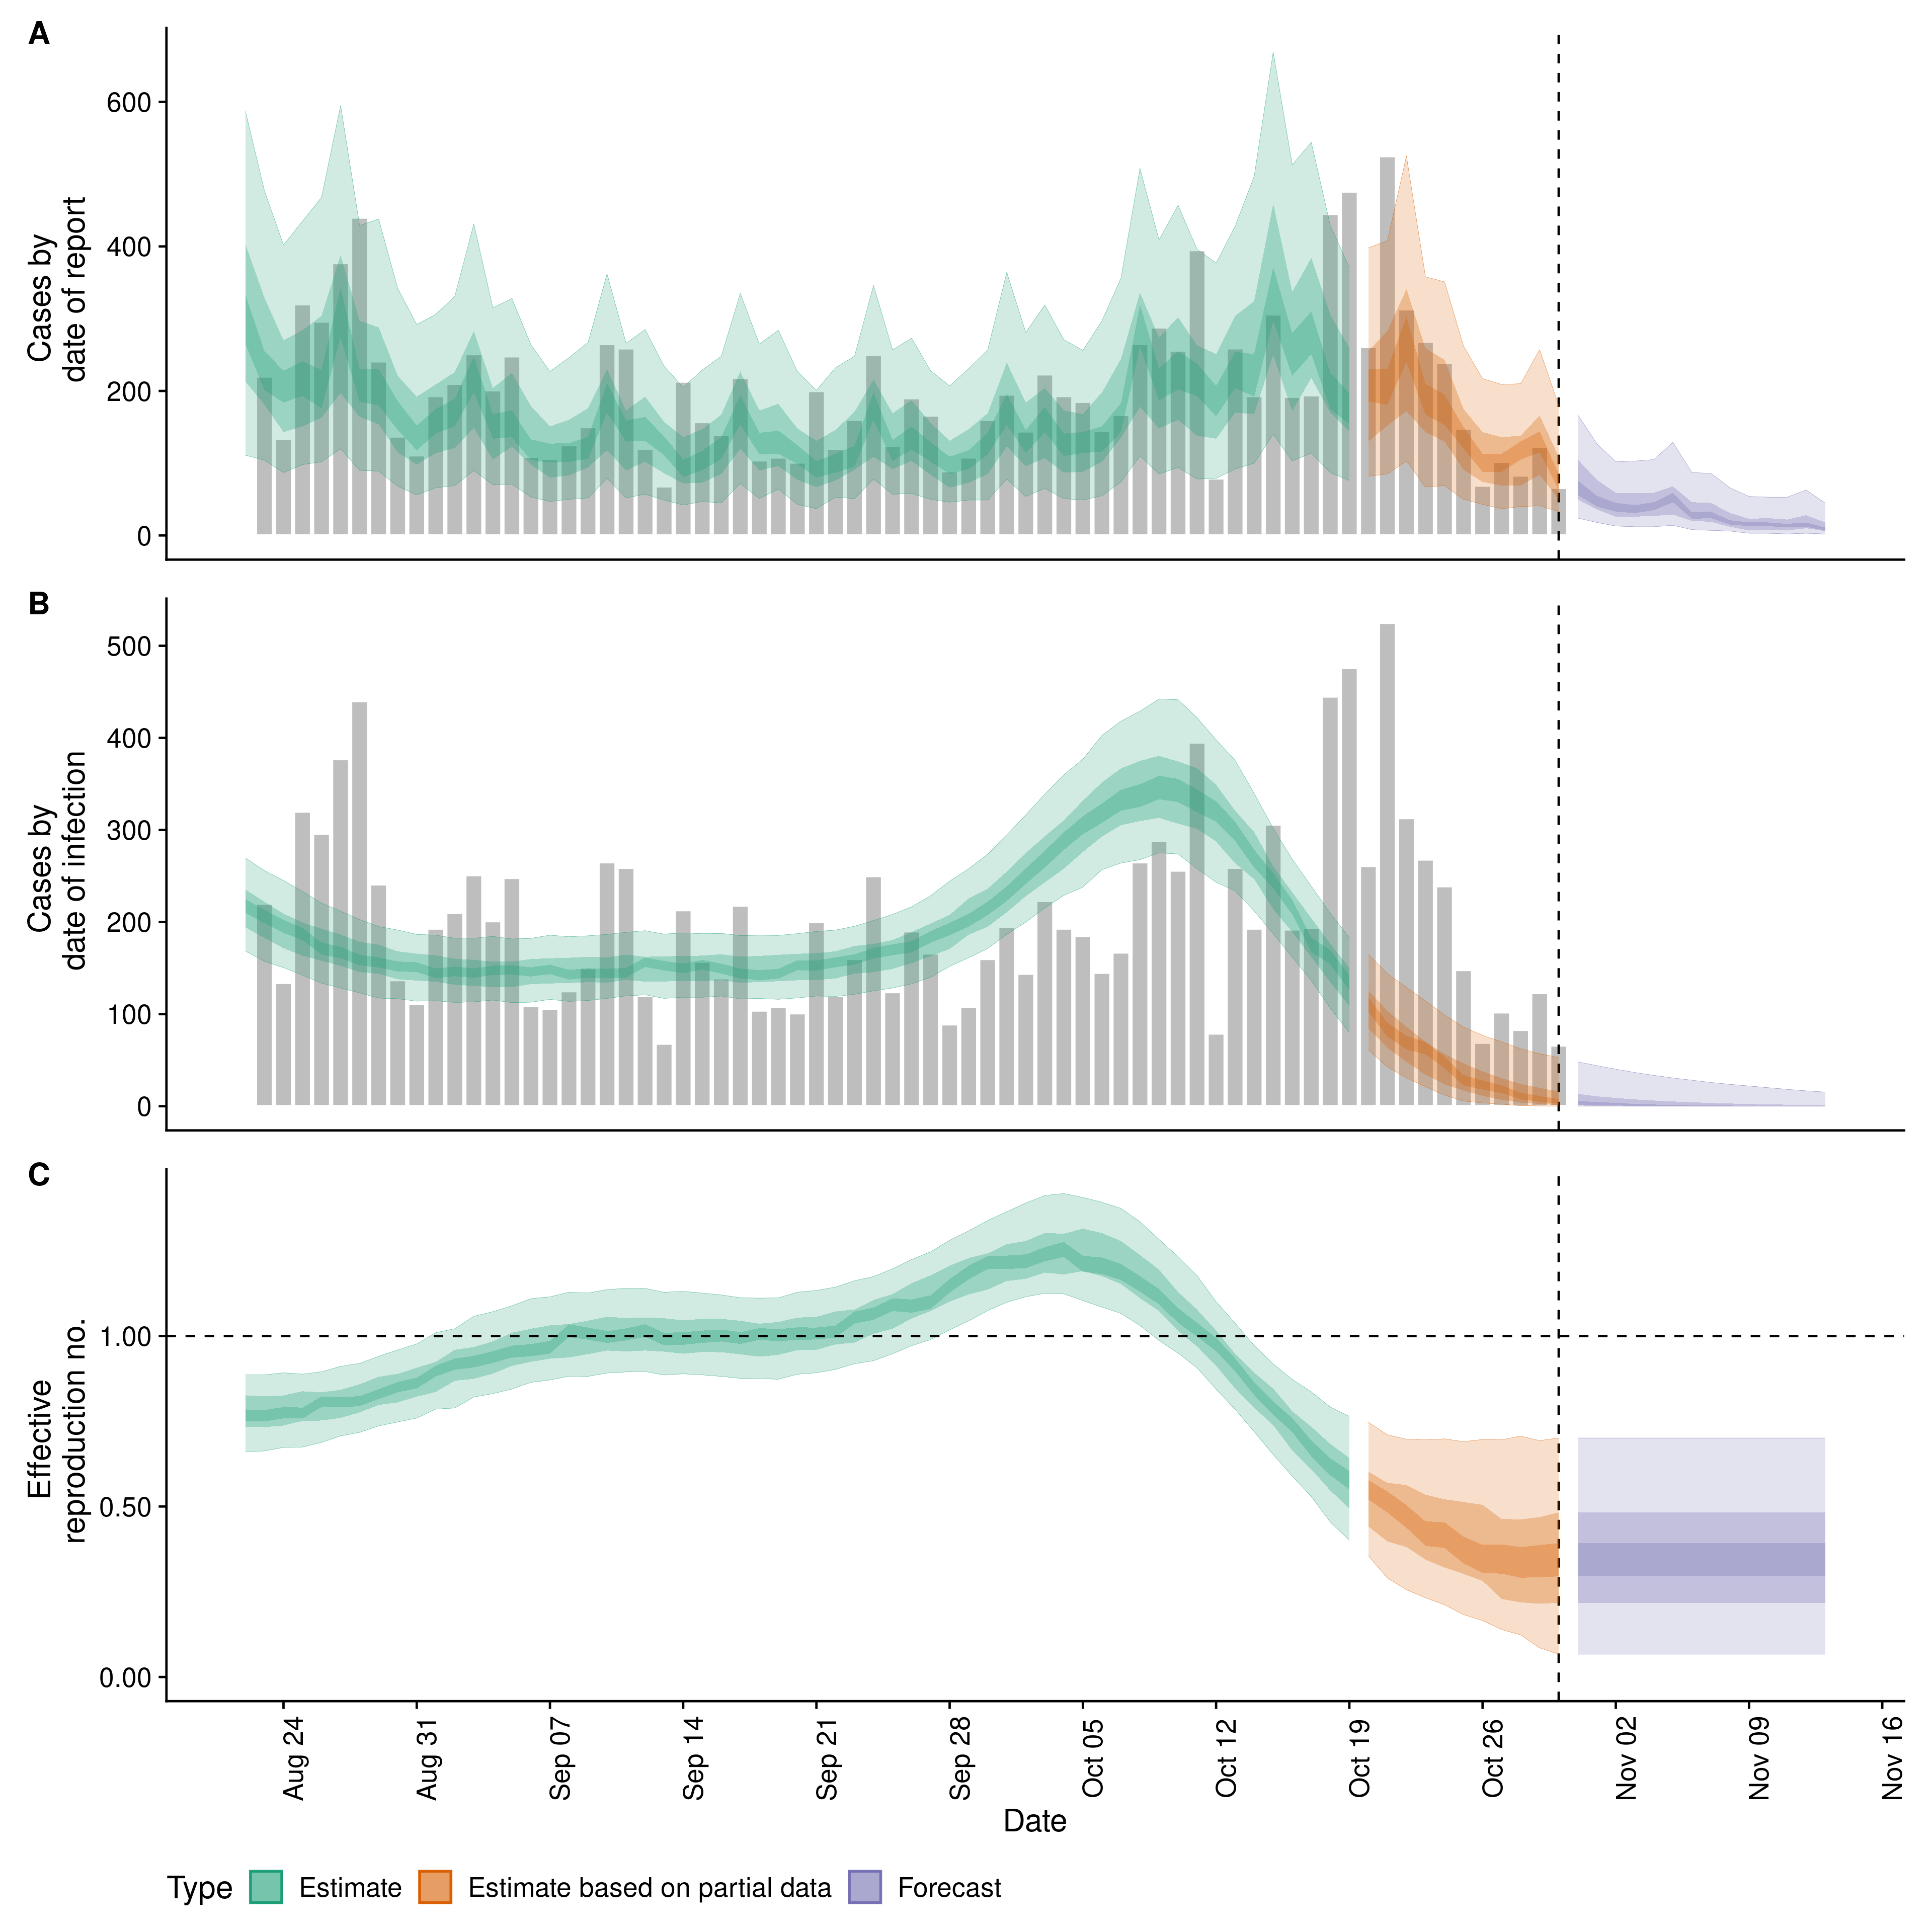 A
600
400
200
0
Cases by
date of report
B
500
400
300
200
100
0
Cases by
date of infection
C
1.00
0.50
0.00
Effective
reproduction no.
Aug 24
Aug 31
Sep 07
Sep 14
Sep 21
Sep 28
Oct 05
Oct 12
Oct 19
Oct 26
Nov 02
Nov 09
Nov 16
Date
Type Estimate Estimate based on partial data Forecast